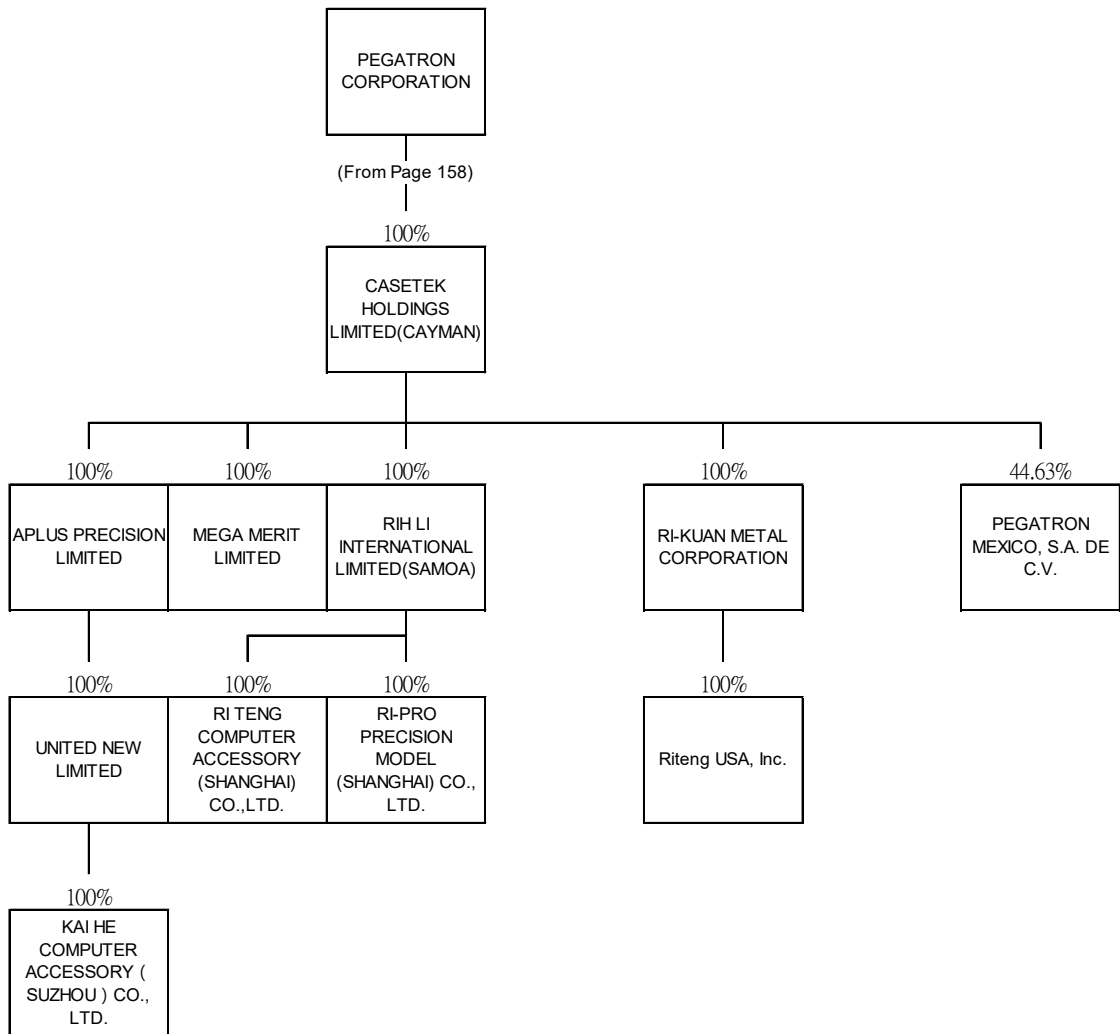 PEGATRON
CORPORATION
(From Page 158)
100%
CASETEK
HOLDINGS
LIMITED(CAYMAN)
100%
APLUS PRECISION
LIMITED
100%
MEGA MERIT
LIMITED
100%
RIH LI
INTERNATIONAL
LIMITED(SAMOA)
100%
RI-KUAN METAL
CORPORATION
44.63%
PEGATRON
MEXICO, S.A. DE
C.V.
100%
UNITED NEW
LIMITED
100%
RI TENG
COMPUTER
ACCESSORY
(SHANGHAI)
CO.,LTD.
100%
RI-PRO
PRECISION
MODEL
(SHANGHAI) CO.,
LTD.
100%
Riteng USA, Inc.
100%
KAI HE
COMPUTER
ACCESSORY (
SUZHOU ) CO.,
LTD.